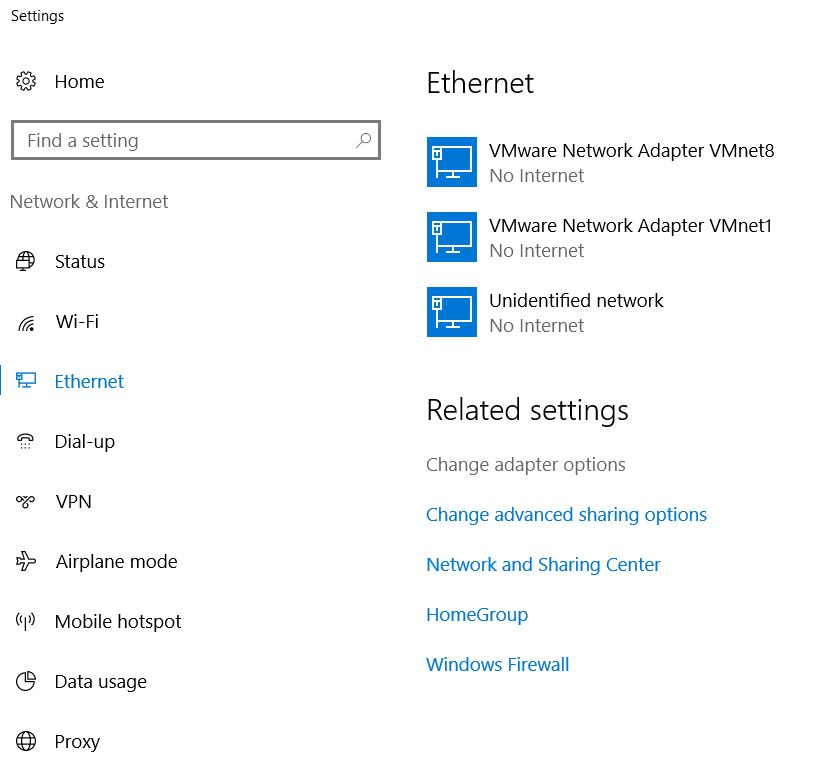 Settings
Home
Find a setting
Network & Internet
Status
Wi-Fi
Ethernet
Dial-up
VPN
Airplane mode
Mobile hotspot
Data usage
Proxy
Ethernet
VMware Network Adapter VMnet8
No Internet
VMware Network Adapter VMnet1
No Internet
Unidentified network
No Internet
Related settings
Change adapter options
Change advanced sharing options
Network and Sharing Center
HomeGroup
Windows Firewall